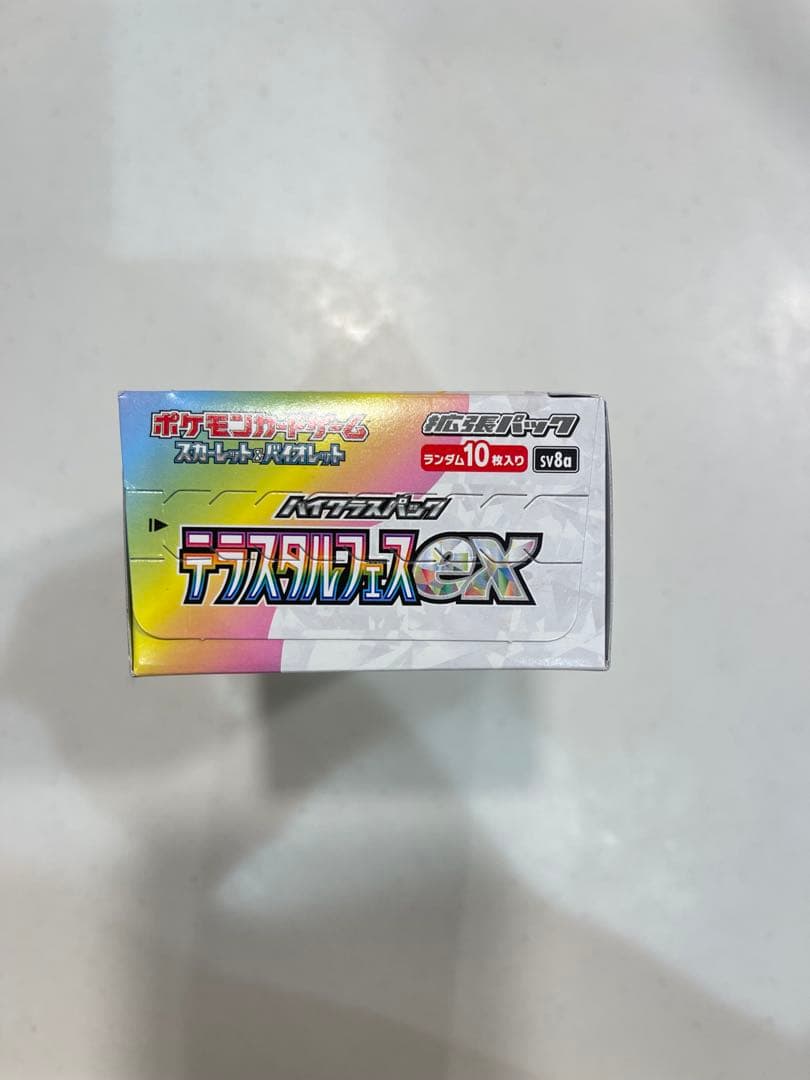 ポケモンカードゲーム
スカーレット&バイオレット
拡張パック
ランダム10枚入り
SV8a
ハイクラスパック
テラスタルフェスex